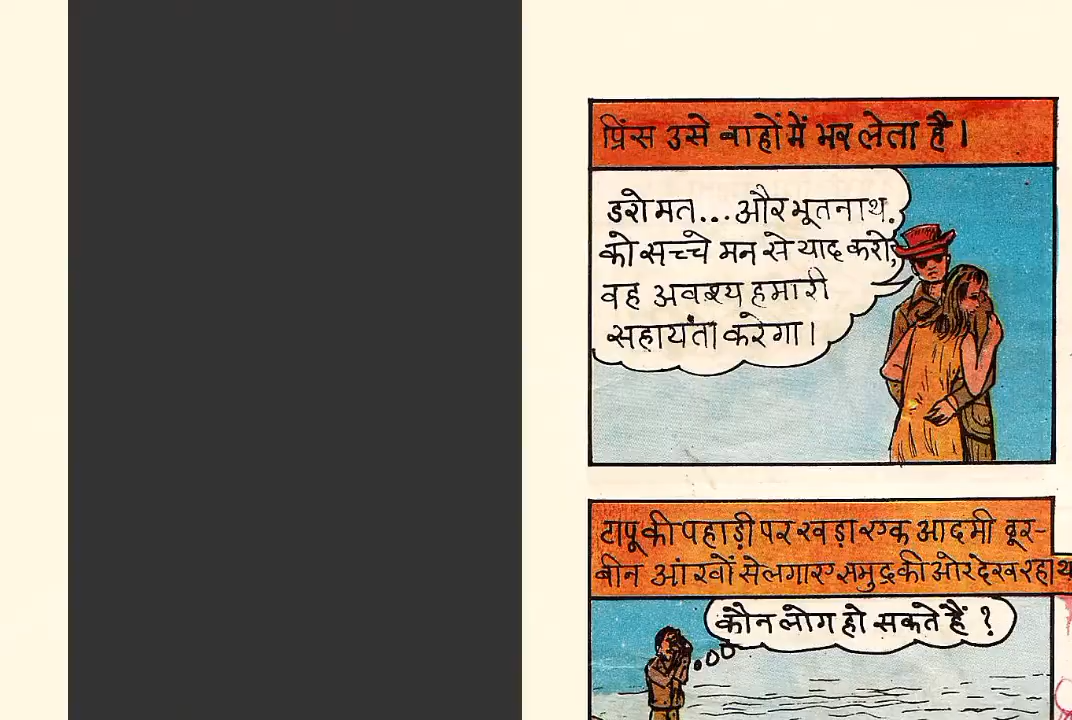 प्रिंस उसे बाहों में भर लेता है।
डरो मत... और भूतनाथ
को सच्चे मन से याद करो,
वह अवश्य हमारी
सहायता करेगा।
टापू की पहाड़ी पर खड़ा एक आदमी दूर-
बीन आंखों से लगाए समुद्र की ओर देख रहा था
कौन लोग हो सकते हैं ?